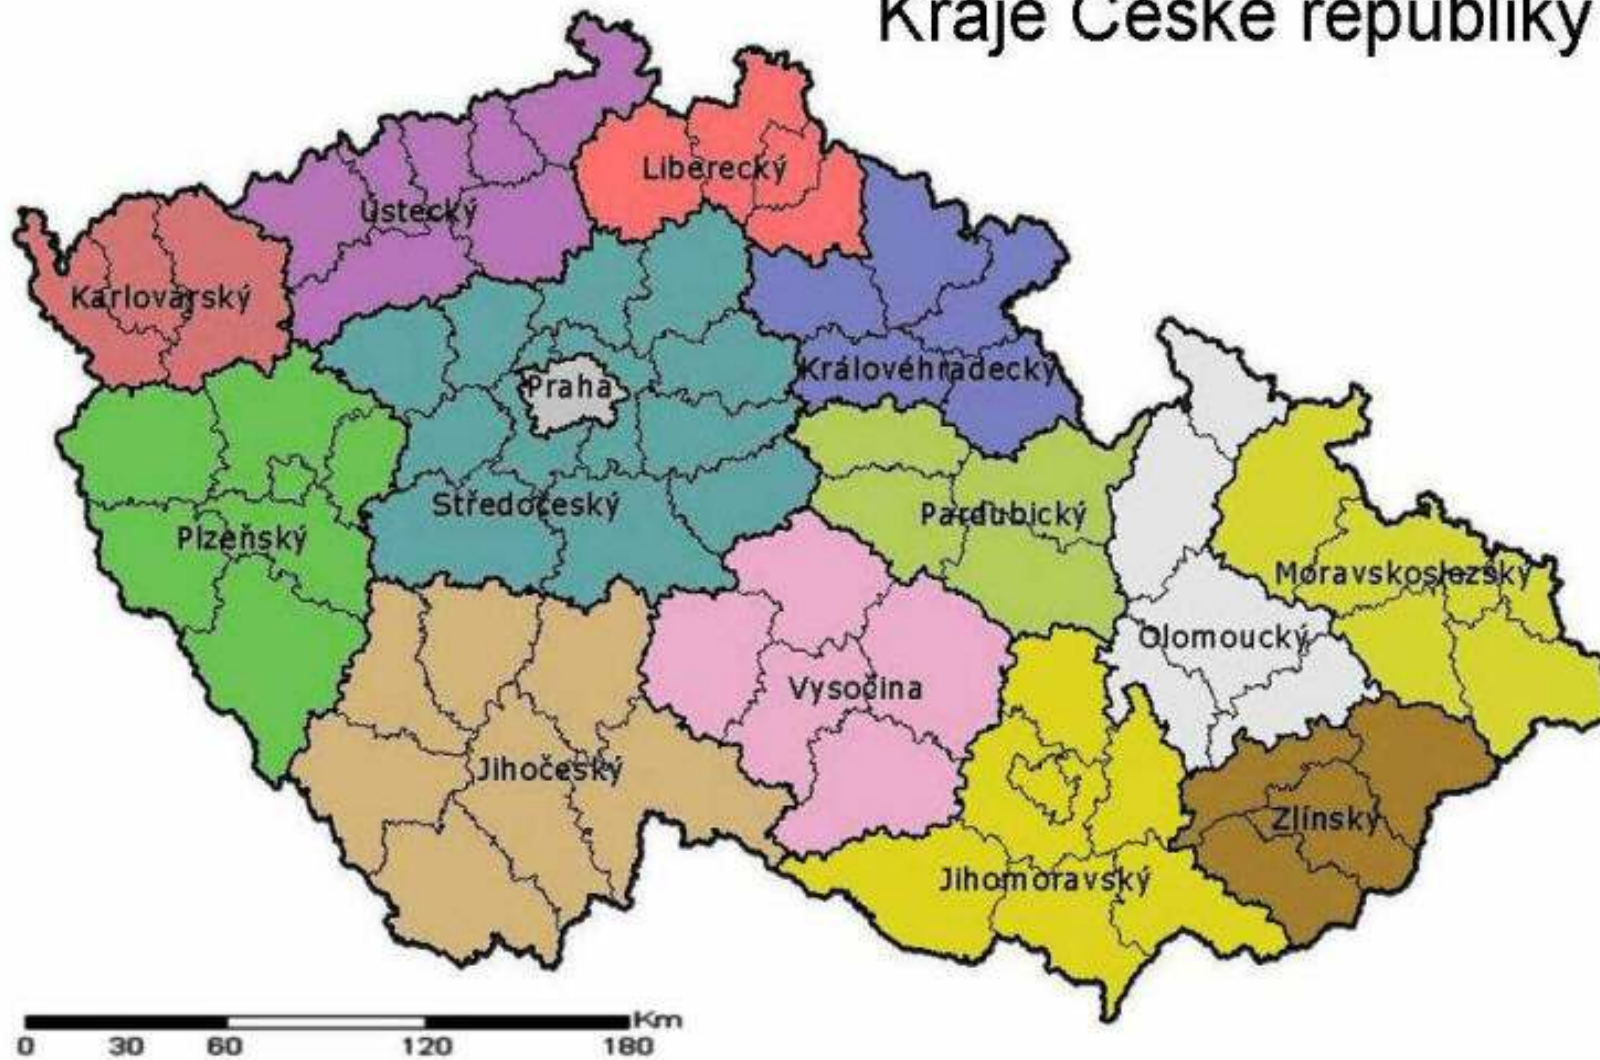 Kraje České republiky
Liberecký
Ústecký
Karlovarský
Královéhradecký
Praha
Středočeský
Pardubický
Plzeňský
Moravskoslezský
Olomoucký
Vysočina
Jihočeský
Zlínský
Jihomoravský
Km
0 30 60 120 180